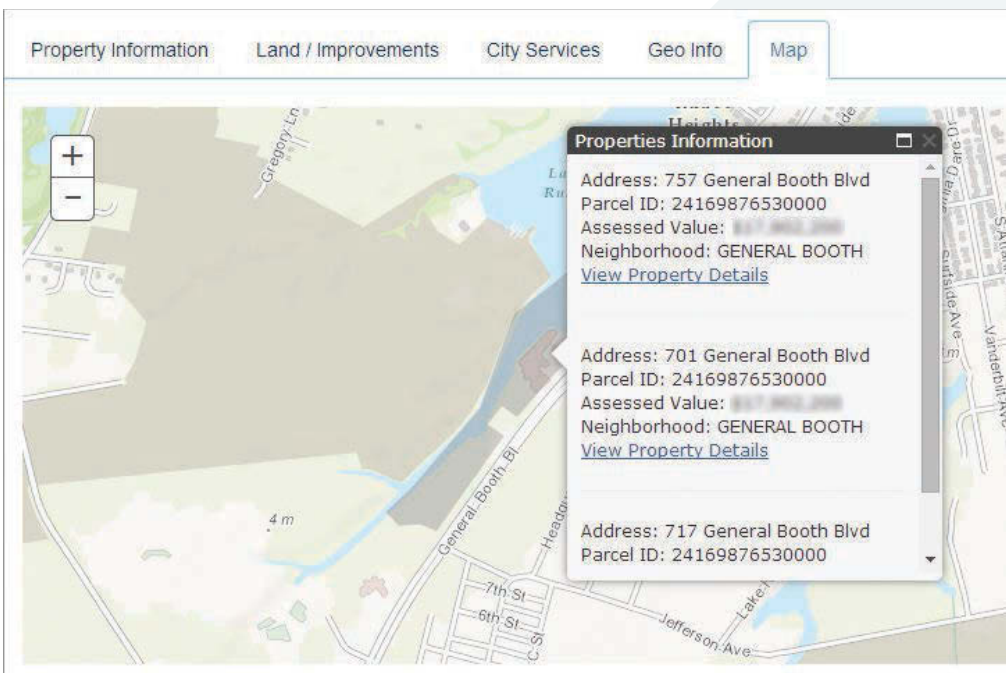 Property Information
Land / Improvements
City Services
Geo Info
Map
+
−
Gregory Ln
Heights
Properties Information
Address: 757 General Booth Blvd
Parcel ID: 24169876530000
Assessed Value:
Neighborhood: GENERAL BOOTH
View Property Details
Address: 701 General Booth Blvd
Parcel ID: 24169876530000
Assessed Value:
Neighborhood: GENERAL BOOTH
View Property Details
Address: 717 General Booth Blvd
Parcel ID: 24169876530000
Surfside Ave
Vanderbilt Ave
4 m
General Booth Bl
7th St
6th St
C St
Jefferson Ave